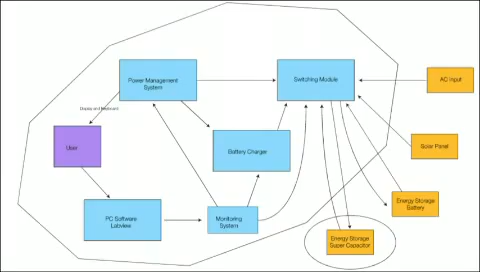 Power Management
System
Switching Module
AC Input
Display and Keyboard
User
Battery Charger
Solar Panel
PC Software
Labview
Monitoring
System
Energy Storage
Battery
Energy Storage
Super Capacitor